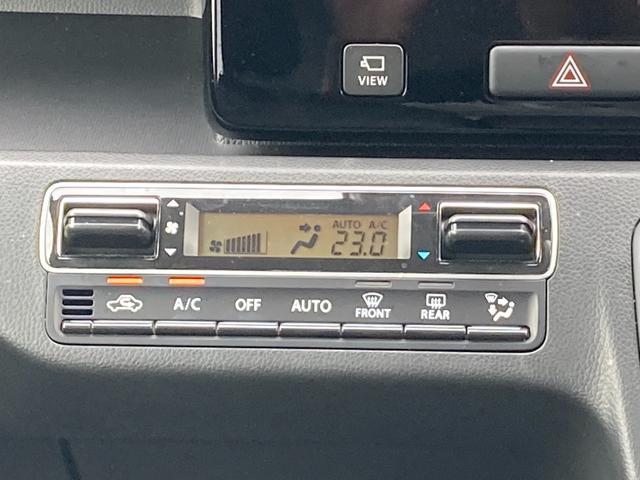 VIEW
AUTO A/C
23.0
A/C OFF AUTO FRONT REAR